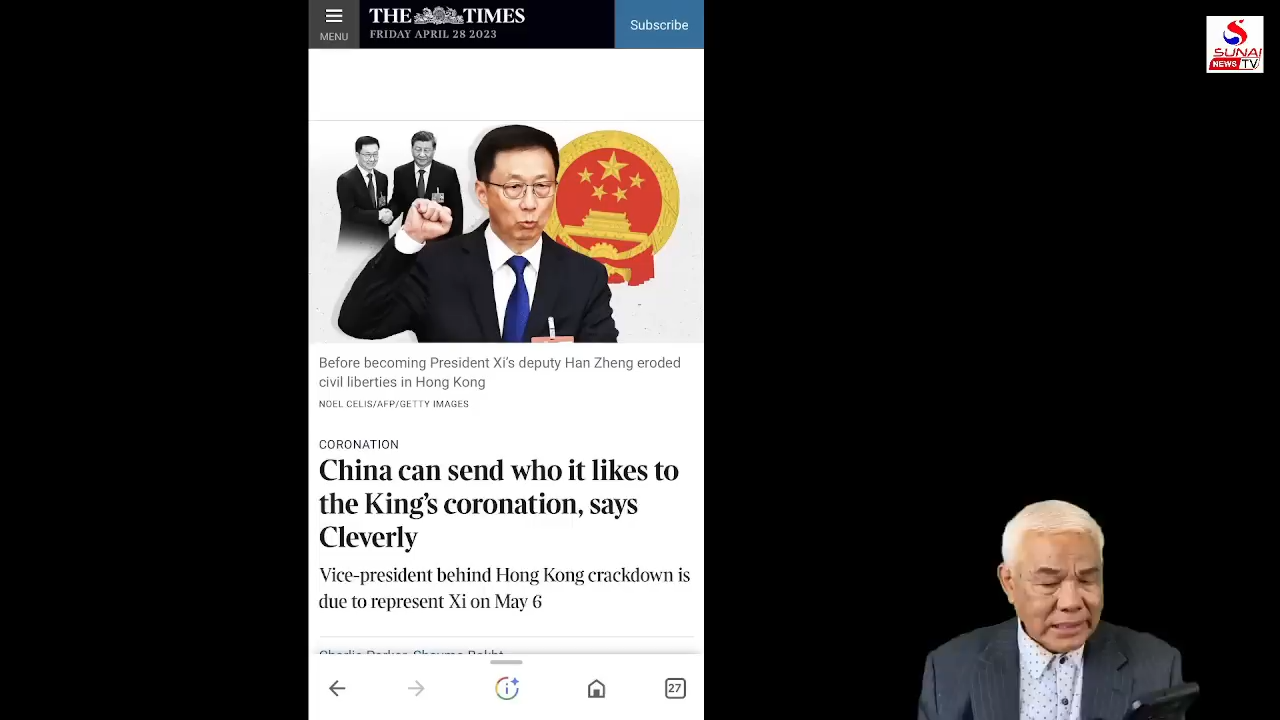 MENU
THE TIMES
FRIDAY APRIL 28 2023
Subscribe
SUNAI
NEWS TV
Before becoming President Xi’s deputy Han Zheng eroded
civil liberties in Hong Kong
NOEL CELIS/AFP/GETTY IMAGES
CORONATION
China can send who it likes to
the King’s coronation, says
Cleverly
Vice-president behind Hong Kong crackdown is
due to represent Xi on May 6
27